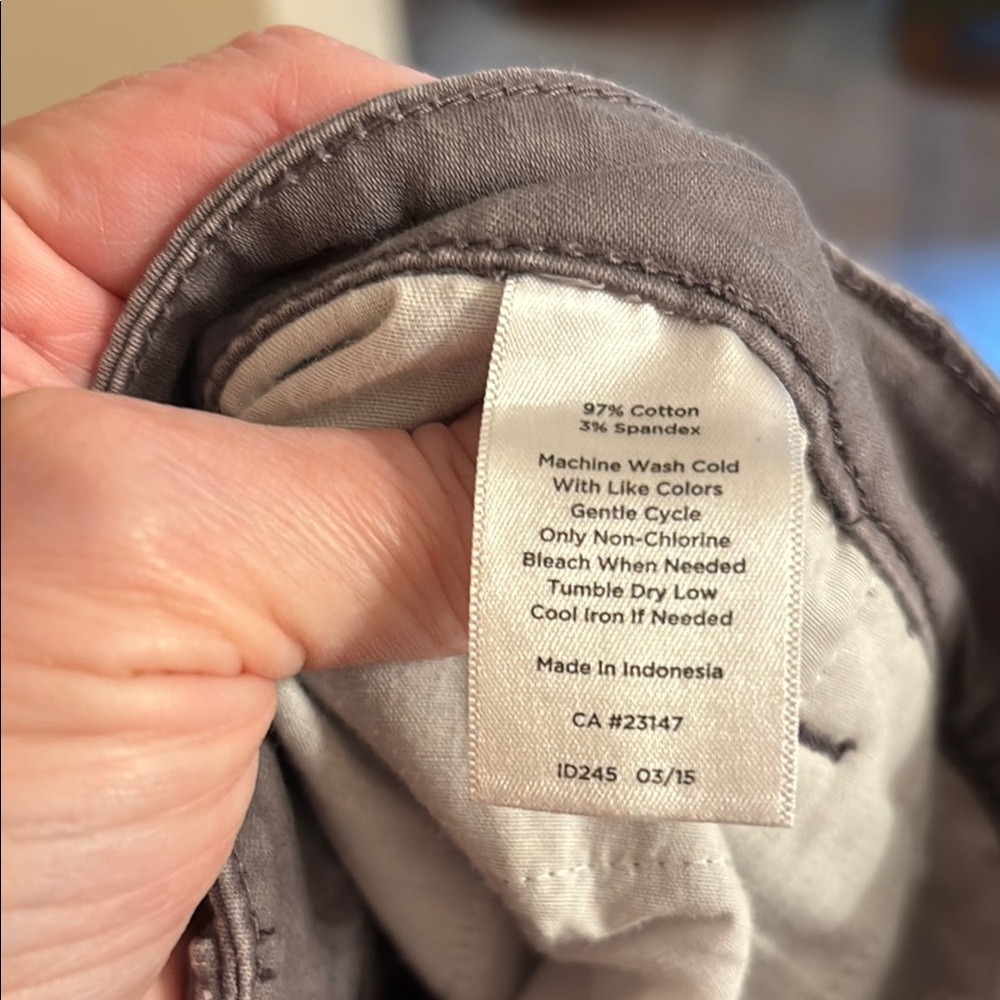 97% Cotton
3% Spandex
Machine Wash Cold
With Like Colors
Gentle Cycle
Only Non-Chlorine
Bleach When Needed
Tumble Dry Low
Cool Iron If Needed
Made In Indonesia
CA #23147
ID245 03/15